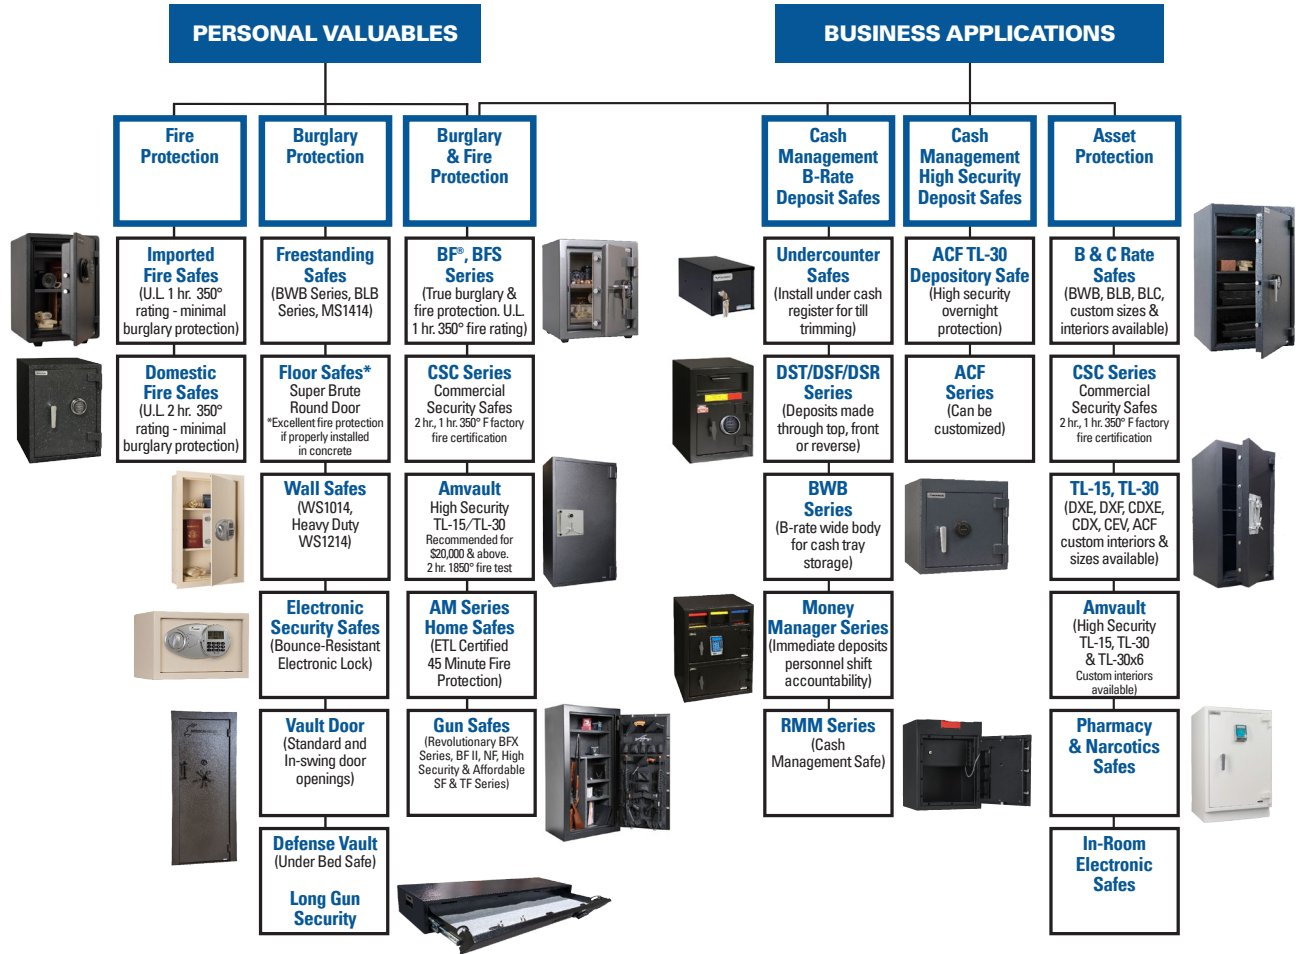 PERSONAL VALUABLES
BUSINESS APPLICATIONS
Fire
Protection
Burglary
Protection
Burglary
& Fire
Protection
Cash
Management
B-Rate
Deposit Safes
Cash
Management
High Security
Deposit Safes
Asset
Protection
Imported
Fire Safes
(U.L. 1 hr. 350°
rating - minimal
burglary protection)
Domestic
Fire Safes
(U.L. 2 hr. 350°
rating - minimal
burglary protection)
Freestanding
Safes
(BWB Series, BLB
Series, MS1414)
Floor Safes*
Super Brute
Round Door
*Excellent fire protection
if properly installed
in concrete
Wall Safes
(WS1014,
Heavy Duty
WS1214)
Electronic
Security Safes
(Bounce-Resistant
Electronic Lock)
Vault Door
(Standard and
In-swing door
openings)
Defense Vault
(Under Bed Safe)
Long Gun
Security
BF®, BFS
Series
(True burglary &
fire protection. U.L.
1 hr. 350° fire rating)
CSC Series
Commercial
Security Safes
2 hr., 1 hr. 350° F factory
fire certification
Amvault
High Security
TL-15/TL-30
Recommended for
$20,000 & above.
2 hr. 1850° fire test
AM Series
Home Safes
(ETL Certified
45 Minute Fire
Protection)
Gun Safes
(Revolutionary BFX
Series, BF II, NF, High
Security & Affordable
SF & TF Series)
Undercounter
Safes
(Install under cash
register for till
trimming)
DST/DSF/DSR
Series
(Deposits made
through top, front
or reverse)
BWB
Series
(B-rate wide body
for cash tray
storage)
Money
Manager Series
(Immediate deposits
personnel shift
accountability)
RMM Series
(Cash
Management Safe)
ACF TL-30
Depository Safe
(High security
overnight
protection)
ACF
Series
(Can be
customized)
B & C Rate
Safes
(BWB, BLB, BLC,
custom sizes &
interiors available)
CSC Series
Commercial
Security Safes
2 hr., 1 hr. 350° F factory
fire certification
TL-15, TL-30
(DXE, DXF, CDXE,
CDX, CEV, ACF
custom interiors &
sizes available)
Amvault
(High Security
TL-15, TL-30
& TL-30x6
Custom interiors
available)
Pharmacy
& Narcotics
Safes
In-Room
Electronic
Safes